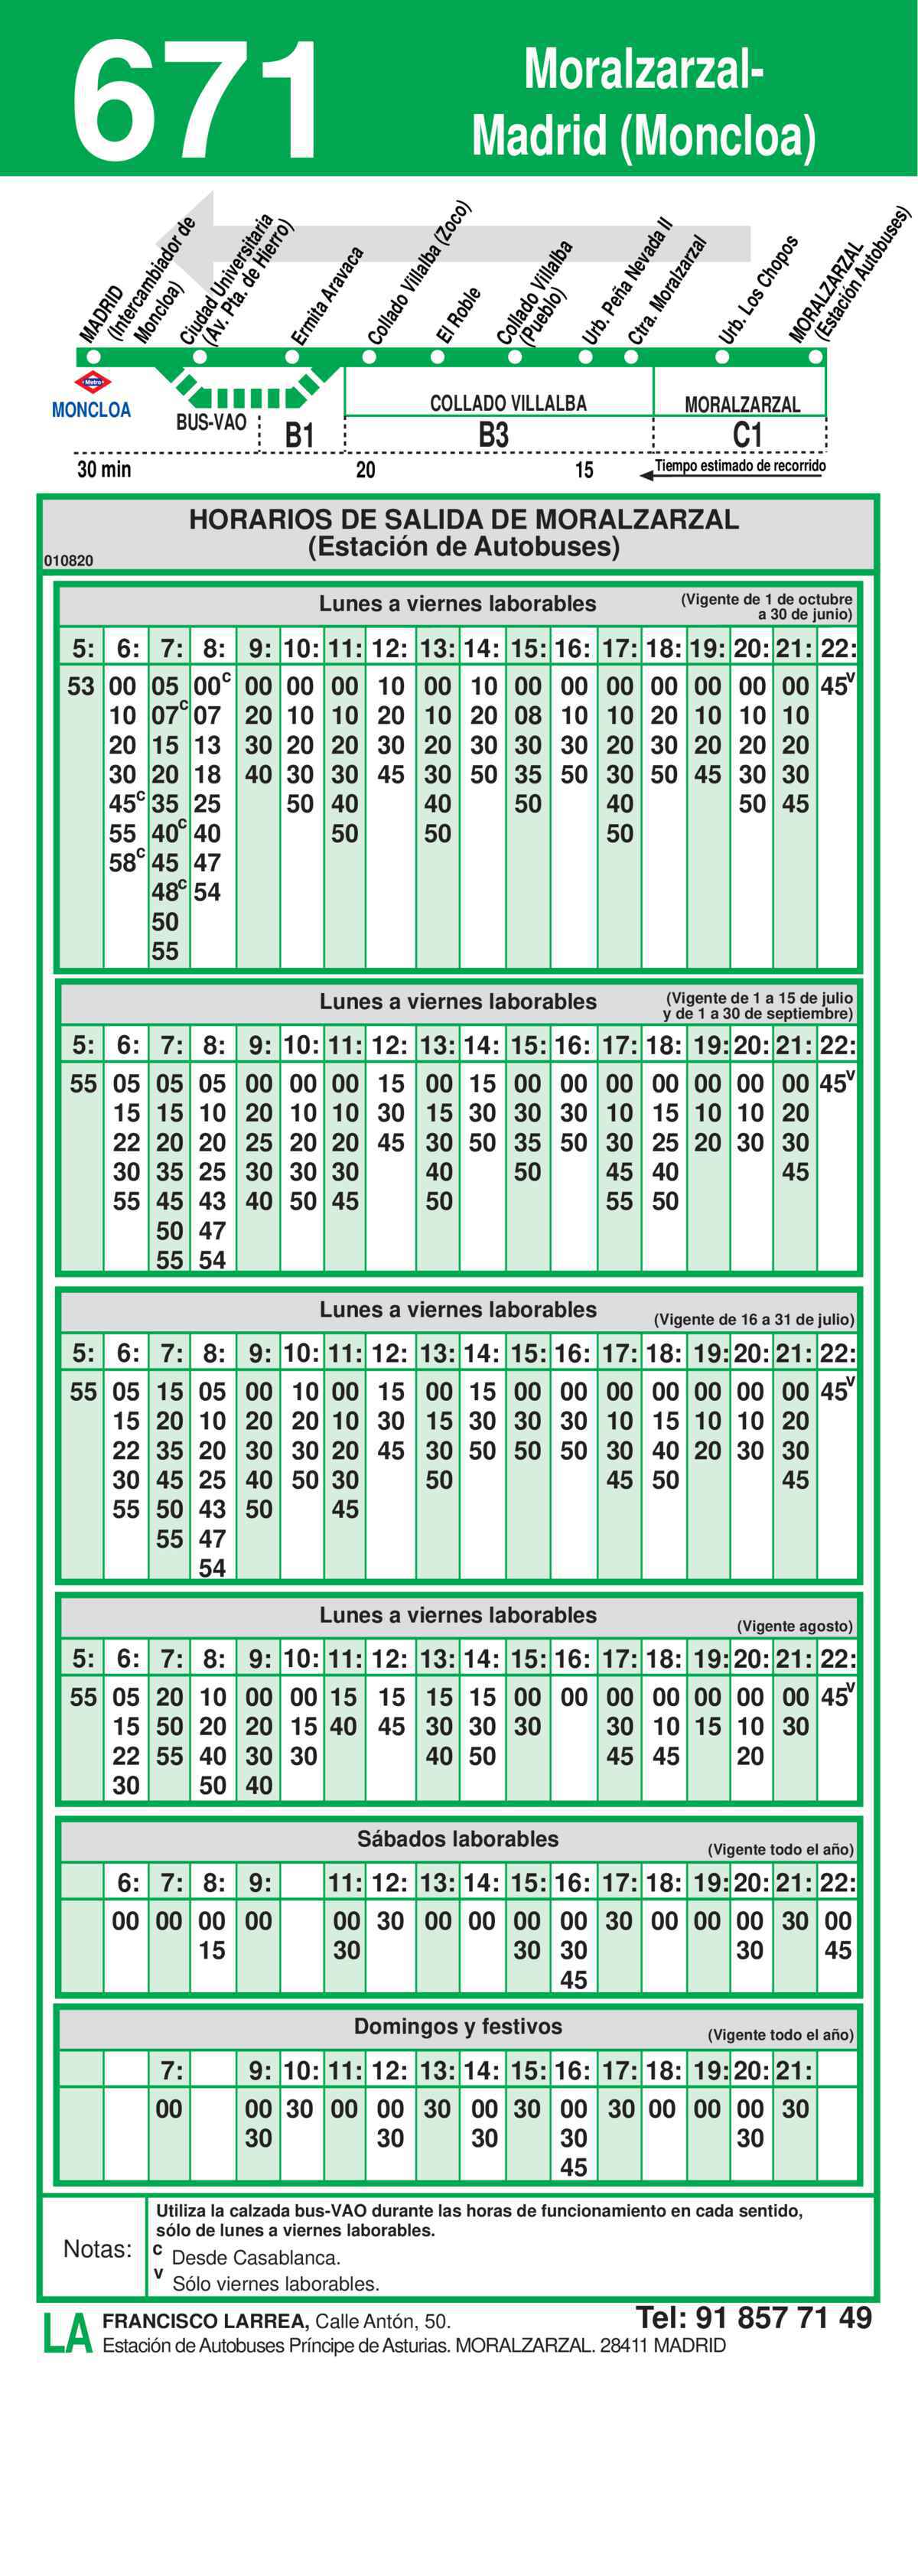 671
Moralzarzal-
Madrid (Moncloa)
MADRID
(Intercambiador de
Moncloa)
Ciudad Universitaria
(Av. Pta. de Hierro)
Ermita Aravaca
Collado Villalba (Zoco)
El Roble
Collado Villalba
(Pueblo)
Urb. Peña Nevada II
Ctra. Moralzarzal
Urb. Los Chopos
MORALZARZAL
(Estación Autobuses)
Metro
MONCLOA
BUS-VAO
COLLADO VILLALBA
MORALZARZAL
B1 B3 C1
30 min 20 15 Tiempo estimado de recorrido
HORARIOS DE SALIDA DE MORALZARZAL
(Estación de Autobuses)
010820
Lunes a viernes laborables (Vigente de 1 de octubre
a 30 de junio)
5: 6: 7: 8: 9: 10: 11: 12: 13: 14: 15: 16: 17: 18: 19: 20: 21: 22:
53 00 05 00c 00 00 00 10 00 10 00 00 00 00 00 00 00 45v
10 07c 07 20 10 10 20 10 20 08 10 10 20 10 10 10
20 15 13 30 20 20 30 20 30 30 30 20 30 20 20 20
30 20 18 40 30 30 45 30 50 35 50 30 50 45 30 30
45c 35 25 50 40 40 50 40 50 45
55 40c 40 50 50 50
58c 45 47
48c 54
50
55
Lunes a viernes laborables (Vigente de 1 a 15 de julio
y de 1 a 30 de septiembre)
5: 6: 7: 8: 9: 10: 11: 12: 13: 14: 15: 16: 17: 18: 19: 20: 21: 22:
55 05 05 05 00 00 00 15 00 15 00 00 00 00 00 00 00 45v
15 15 10 20 10 10 30 15 30 30 30 10 15 10 10 20
22 20 20 25 20 20 45 30 50 35 50 30 25 20 30 30
30 35 25 30 30 30 40 50 45 40 45
55 45 43 40 50 45 50 55 50
50 47
55 54
Lunes a viernes laborables (Vigente de 16 a 31 de julio)
5: 6: 7: 8: 9: 10: 11: 12: 13: 14: 15: 16: 17: 18: 19: 20: 21: 22:
55 05 15 05 00 10 00 15 00 15 00 00 00 00 00 00 00 45v
15 20 10 20 20 10 30 15 30 30 30 10 15 10 10 20
22 35 20 30 30 20 45 30 50 50 50 30 40 20 30 30
30 45 25 40 50 30 50 45 50 45
55 50 43 50 45
55 47
54
Lunes a viernes laborables (Vigente agosto)
5: 6: 7: 8: 9: 10: 11: 12: 13: 14: 15: 16: 17: 18: 19: 20: 21: 22:
55 05 20 10 00 00 15 15 15 15 00 00 00 00 00 00 00 45v
15 50 20 20 15 40 45 30 30 30 30 10 15 10 30
22 55 40 30 30 40 50 45 45 20
30 50 40
Sábados laborables (Vigente todo el año)
6: 7: 8: 9: 11: 12: 13: 14: 15: 16: 17: 18: 19: 20: 21: 22:
00 00 00 00 00 30 00 00 00 00 30 00 00 00 30 00
15 30 30 30 30 45
45
Domingos y festivos (Vigente todo el año)
7: 9: 10: 11: 12: 13: 14: 15: 16: 17: 18: 19: 20: 21:
00 00 30 00 00 30 00 30 00 30 00 00 00 30
30 30 30 30 30
45
Notas:
Utiliza la calzada bus-VAO durante las horas de funcionamiento en cada sentido,
sólo de lunes a viernes laborables.
c Desde Casablanca.
v Sólo viernes laborables.
LA
FRANCISCO LARREA, Calle Antón, 50. Tel: 91 857 71 49
Estación de Autobuses Príncipe de Asturias. MORALZARZAL. 28411 MADRID